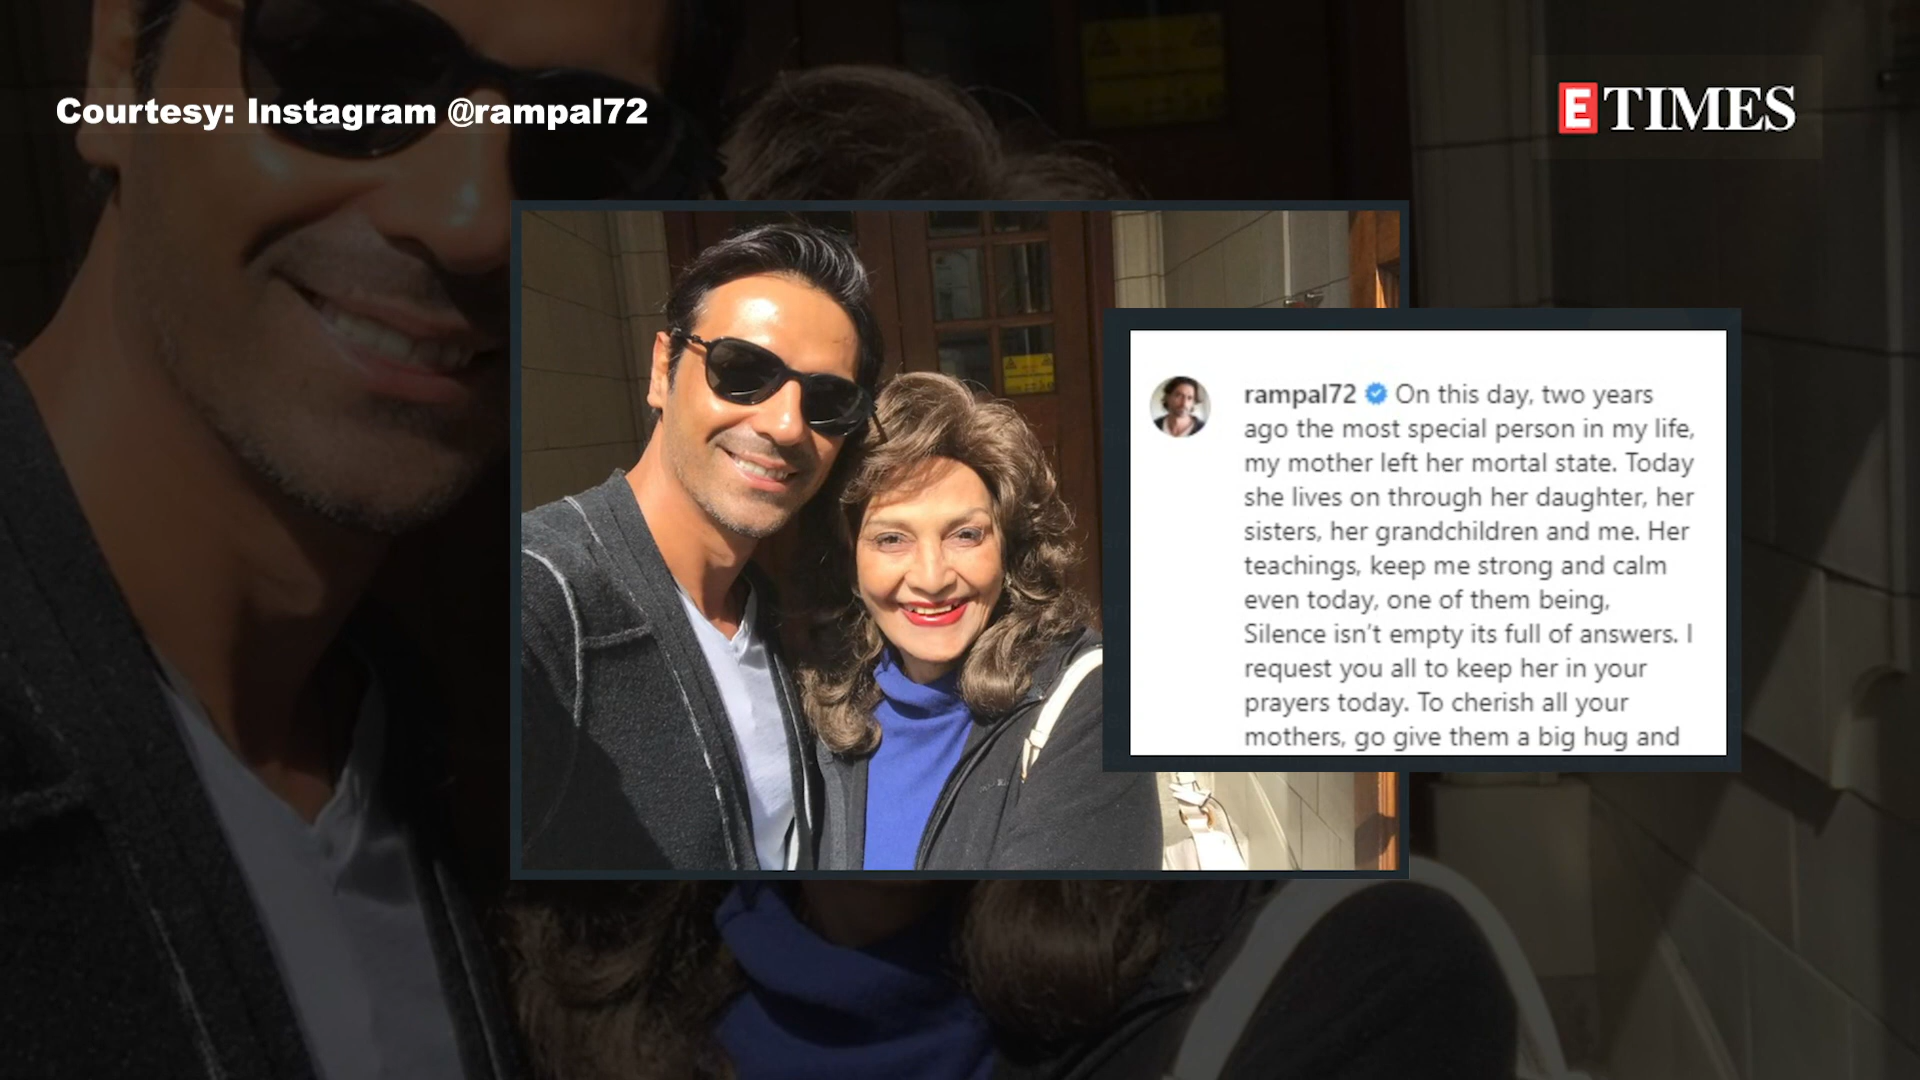 Courtesy: Instagram @rampal72
ETIMES
rampal72 On this day, two years
ago the most special person in my life,
my mother left her mortal state. Today
she lives on through her daughter, her
sisters, her grandchildren and me. Her
teachings, keep me strong and calm
even today, one of them being,
Silence isn’t empty its full of answers. I
request you all to keep her in your
prayers today. To cherish all your
mothers, go give them a big hug and